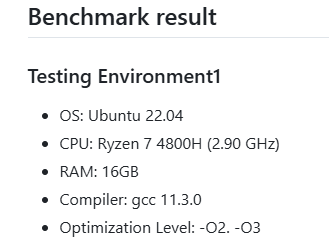 Benchmark result
Testing Environment1
OS: Ubuntu 22.04
CPU: Ryzen 7 4800H (2.90 GHz)
RAM: 16GB
Compiler: gcc 11.3.0
Optimization Level: -O2. -O3